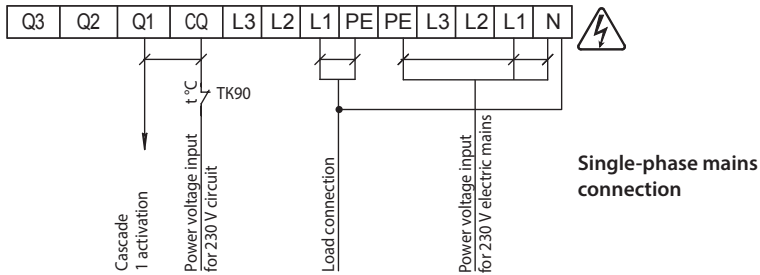 Q3 Q2 Q1 CQ L3 L2 L1 PE PE L3 L2 L1 N
t °C
TK90
Cascade
1 activation
Power voltage input
for 230 V circuit
Load connection
Power voltage input
for 230 V electric mains
Single-phase mains
connection